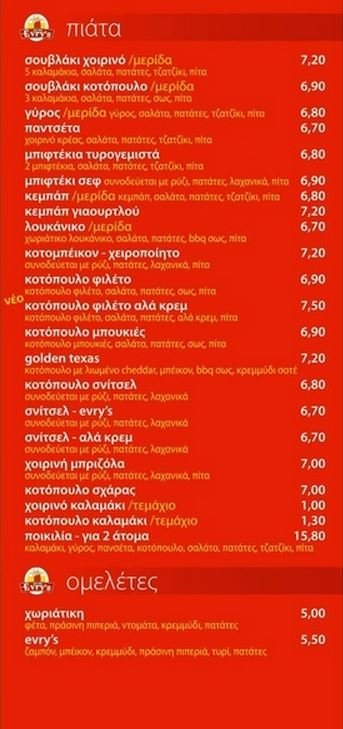 Evry's
πιάτα
σουβλάκι χοιρινό /μερίδα 7,20
5 καλαμάκια, σαλάτα, πατάτες, τζατζίκι, πίτα
σουβλάκι κοτόπουλο /μερίδα 6,90
3 καλαμάκια, σαλάτα, πατάτες, σως, πίτα
γύρος /μερίδα γύρος, σαλάτα, πατάτες, τζατζίκι, πίτα 6,80
παντσέτα 6,70
χοιρινό κρέας, σαλάτα, πατάτες, τζατζίκι, πίτα
μπιφτέκια τυρογεμιστά 6,80
2 μπιφτέκια, σαλάτα, πατάτες, τζατζίκι, πίτα
μπιφτέκι σεφ συνοδεύεται με ρύζι, πατάτες, λαχανικά, πίτα 6,90
κεμπάπ /μερίδα κεμπάπ, σαλάτα, πατάτες, τζατζίκι, πίτα 6,80
κεμπάπ γιαουρτλού 7,20
λουκάνικο /μερίδα 6,70
χωριάτικο λουκάνικο, σαλάτα, πατάτες, bbq σως, πίτα
κοτομπέικον - χειροποίητο 7,20
συνοδεύεται με ρύζι, πατάτες, λαχανικά, πίτα
κοτόπουλο φιλέτο 6,90
κοτόπουλο φιλέτο, σαλάτα, πατάτες, σως, πίτα
νέο κοτόπουλο φιλέτο αλά κρεμ 7,50
κοτόπουλο φιλέτο, σαλάτα, πατάτες, αλά κρεμ, πίτα
κοτόπουλο μπουκιές 6,90
κοτόπουλο μπουκιές, σαλάτα, πατάτες, σως, πίτα
golden texas 7,20
κοτόπουλο με λιωμένο cheddar, μπέικον, bbq σως, κρεμμύδι σοτέ
κοτόπουλο σνίτσελ 6,80
συνοδεύεται με ρύζι, πατάτες, λαχανικά
σνίτσελ - evry's 6,70
συνοδεύεται με ρύζι, πατάτες, λαχανικά
σνίτσελ - αλά κρεμ 6,70
συνοδεύεται με ρύζι, πατάτες, λαχανικά
χοιρινή μπριζόλα 7,00
συνοδεύεται με ρύζι, πατάτες, λαχανικά, πίτα
κοτόπουλο σχάρας 7,00
χοιρινό καλαμάκι /τεμάχιο 1,00
κοτόπουλο καλαμάκι /τεμάχιο 1,30
ποικιλία - για 2 άτομα 15,80
καλαμάκι, γύρος, πανσέτα, κοτόπουλο, σαλάτα, πατάτες, τζατζίκι, πίτα
Evry's
ομελέτες
χωριάτικη 5,00
φέτα, πράσινη πιπεριά, ντομάτα, κρεμμύδι, πατάτες
evry's 5,50
ζαμπόν, μπέικον, κρεμμύδι, πράσινη πιπεριά, τυρί, πατάτες